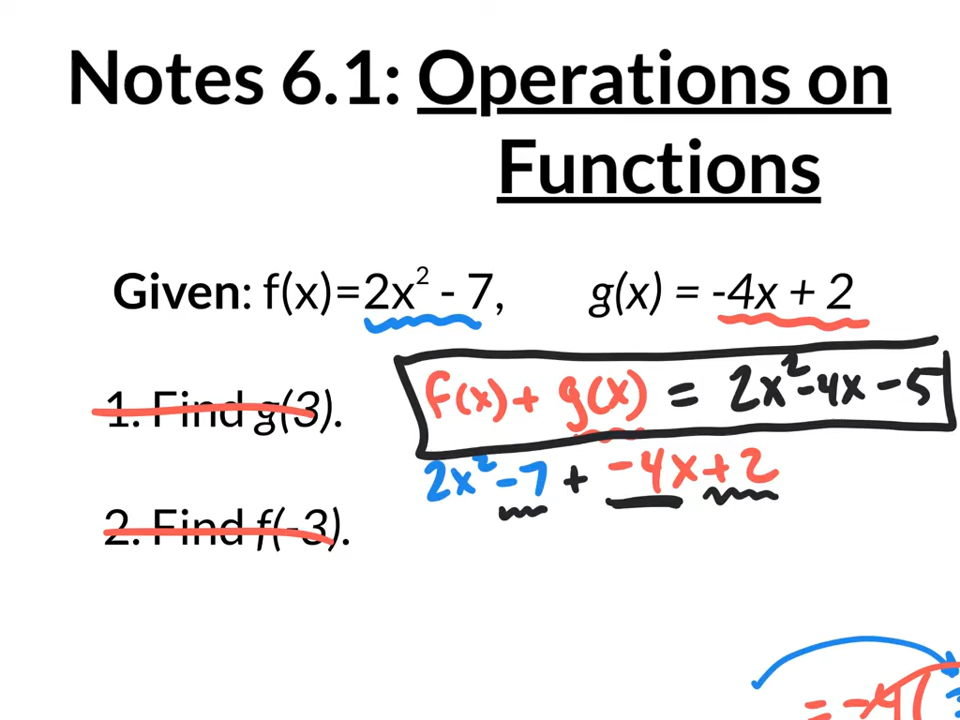 Notes 6.1: Operations on
Functions
Given: f(x)=2x² - 7, g(x) = -4x + 2
1. Find g(3).
f(x) + g(x) = 2x² - 4x - 5
2x² - 7 + -4x + 2
2. Find f(-3).
= -4(